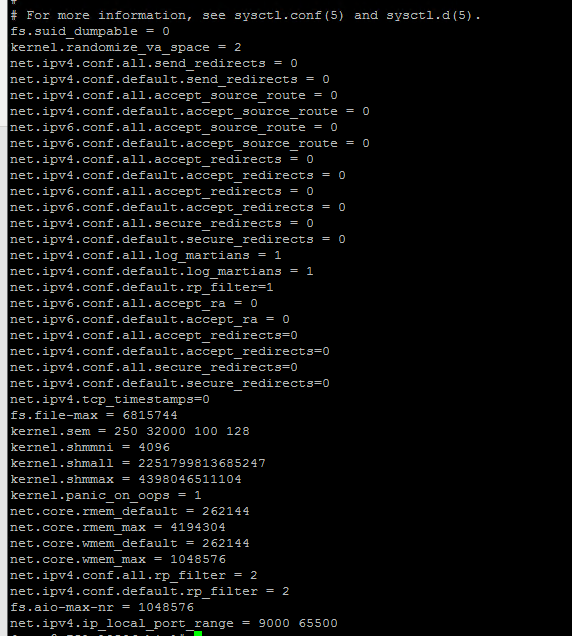 #
# For more information, see sysctl.conf(5) and sysctl.d(5).
fs.suid_dumpable = 0
kernel.randomize_va_space = 2
net.ipv4.conf.all.send_redirects = 0
net.ipv4.conf.default.send_redirects = 0
net.ipv4.conf.all.accept_source_route = 0
net.ipv4.conf.default.accept_source_route = 0
net.ipv6.conf.all.accept_source_route = 0
net.ipv6.conf.default.accept_source_route = 0
net.ipv4.conf.all.accept_redirects = 0
net.ipv4.conf.default.accept_redirects = 0
net.ipv6.conf.all.accept_redirects = 0
net.ipv6.conf.default.accept_redirects = 0
net.ipv4.conf.all.secure_redirects = 0
net.ipv4.conf.default.secure_redirects = 0
net.ipv4.conf.all.log_martians = 1
net.ipv4.conf.default.log_martians = 1
net.ipv4.conf.default.rp_filter=1
net.ipv6.conf.all.accept_ra = 0
net.ipv6.conf.default.accept_ra = 0
net.ipv4.conf.all.accept_redirects=0
net.ipv4.conf.default.accept_redirects=0
net.ipv4.conf.all.secure_redirects=0
net.ipv4.conf.default.secure_redirects=0
net.ipv4.tcp_timestamps=0
fs.file-max = 6815744
kernel.sem = 250 32000 100 128
kernel.shmmni = 4096
kernel.shmall = 2251799813685247
kernel.shmmax = 4398046511104
kernel.panic_on_oops = 1
net.core.rmem_default = 262144
net.core.rmem_max = 4194304
net.core.wmem_default = 262144
net.core.wmem_max = 1048576
net.ipv4.conf.all.rp_filter = 2
net.ipv4.conf.default.rp_filter = 2
fs.aio-max-nr = 1048576
net.ipv4.ip_local_port_range = 9000 65500